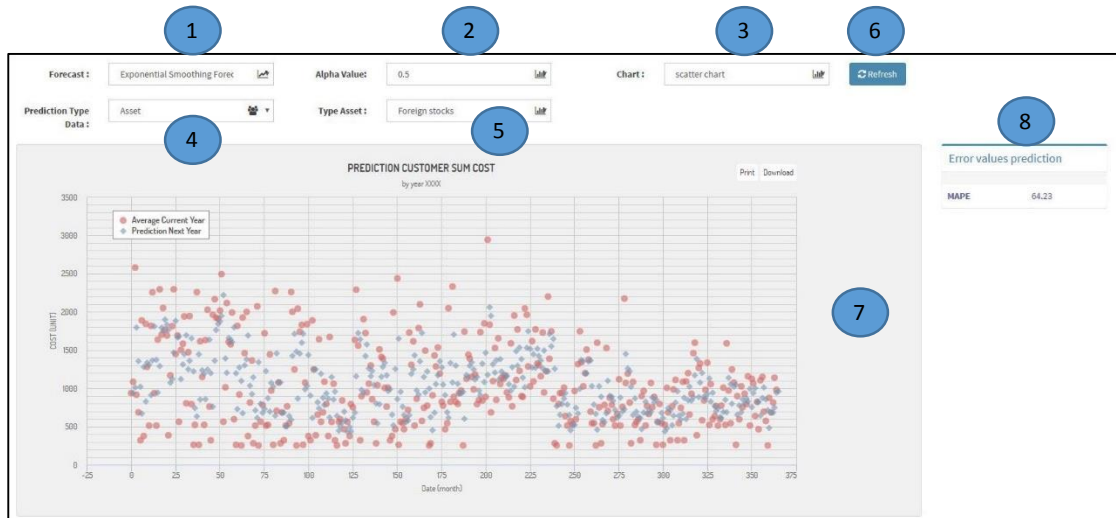 1 2 3 6
Forecast : Exponential Smoothing Forec Alpha Value: 0.5 Chart : scatter chart Refresh
Prediction Type Data : Asset Type Asset : Foreign stocks
4 5 8
PREDICTION CUSTOMER SUM COST
by year XXXX
Print Download
Error values prediction
MAPE 64.23
Average Current Year
Prediction Next Year
COST (UNIT)
3500
3000
2500
2000
1500
1000
500
0
7
-25 0 25 50 75 100 125 150 175 200 225 250 275 300 325 350 375
Date (month)